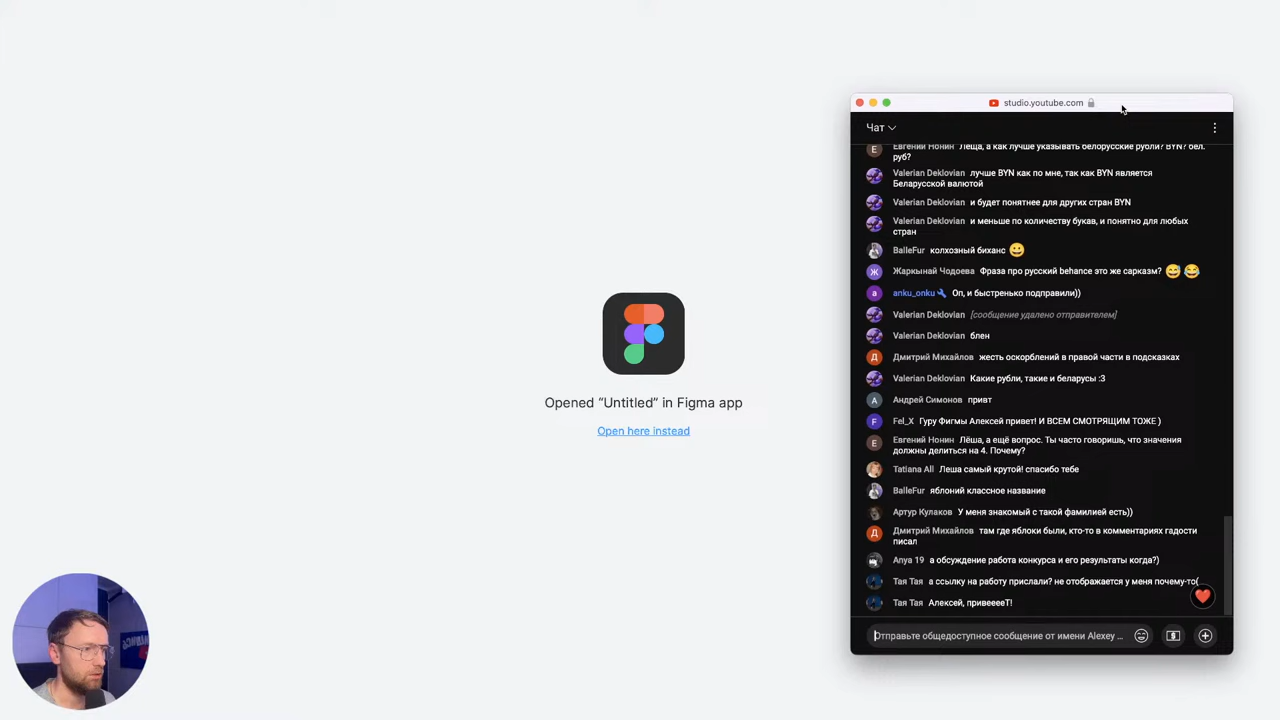 studio.youtube.com
Чат
Евгений Нонин Лёша, а как лучше указывать белорусские рубли? BYN? бел.
руб?
Valerian Deklovian лучше BYN как по мне, так как BYN является
Беларусской валютой
Valerian Deklovian и будет понятнее для других стран BYN
Valerian Deklovian и меньше по количеству букав, и понятно для любых
стран
BalleFur колхозный биханс 😀
Жаркынай Чодоева Фраза про русский behance это же сарказм? 😅 😂
anku_onku Оп, и быстренько подправили))
Valerian Deklovian [сообщение удалено отправителем]
Valerian Deklovian блен
Дмитрий Михайлов жесть оскорблений в правой части в подсказках
Valerian Deklovian Какие рубли, такие и беларусы :3
Андрей Симонов привт
Fel_X Гуру Фигмы Алексей привет! И ВСЕМ СМОТРЯЩИМ ТОЖЕ )
Евгений Нонин Лёша, а ещё вопрос. Ты часто говоришь, что значения
должны делиться на 4. Почему?
Tatiana All Леша самый крутой! спасибо тебе
BalleFur яблоний классное название
Артур Кулаков У меня знакомый с такой фамилией есть))
Дмитрий Михайлов там где яблоки были, кто-то в комментариях гадости
писал
Anya 19 а обсуждение работа конкурса и его результаты когда?)
Тая Тая а ссылку на работу прислали? не отображается у меня почему-то(
Тая Тая Алексей, привееееТ!
Отправьте общедоступное сообщение от имени Alexey ...
Opened “Untitled” in Figma app
Open here instead